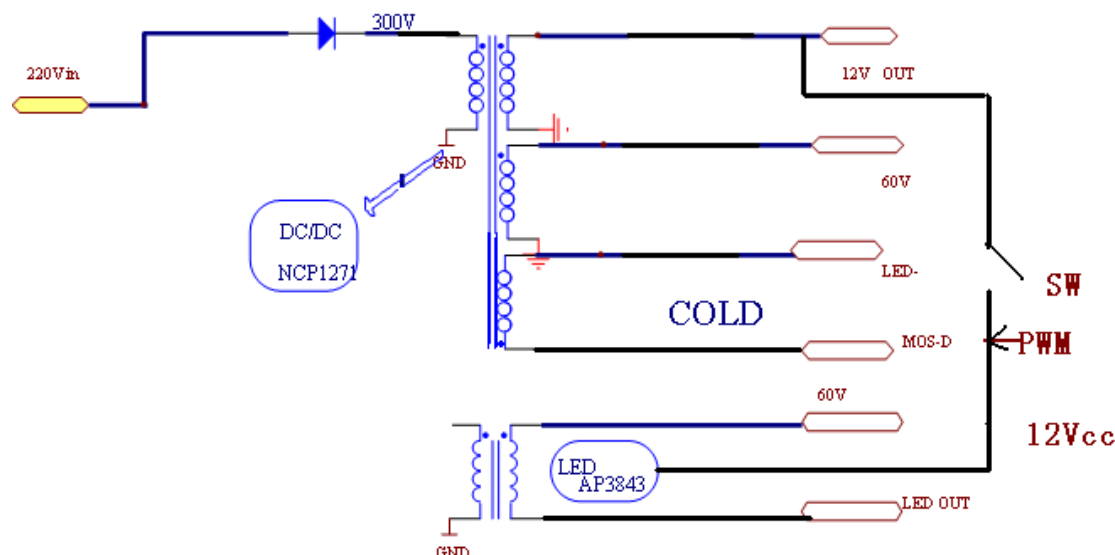 300V
220Vin
12V OUT
GND
60V
DC/DC
NCP1271
LED-
SW
COLD
MOS-D
PWM
60V
12Vcc
LED
AP3843
LED OUT
GND